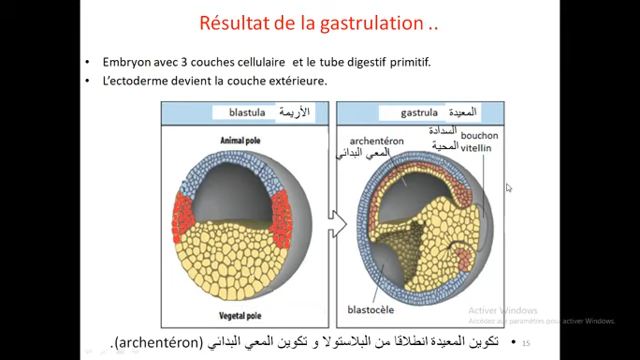 Résultat de la gastrulation ..
• Embryon avec 3 couches cellulaire et le tube digestif primitif.
• L'ectoderme devient la couche extérieure.
blastula الأريمة
gastrula المعيدة
Animal pole
archentéron
المعي البدائي
السدادة
المحية
bouchon
vitellin
Vegetal pole
blastocèle
Activer Windows
Accédez aux paramètres pour activer Windows.
• تكوين المعيدة انطلاقا من البلاستولا و تكوين المعي البدائي (archentéron).
15